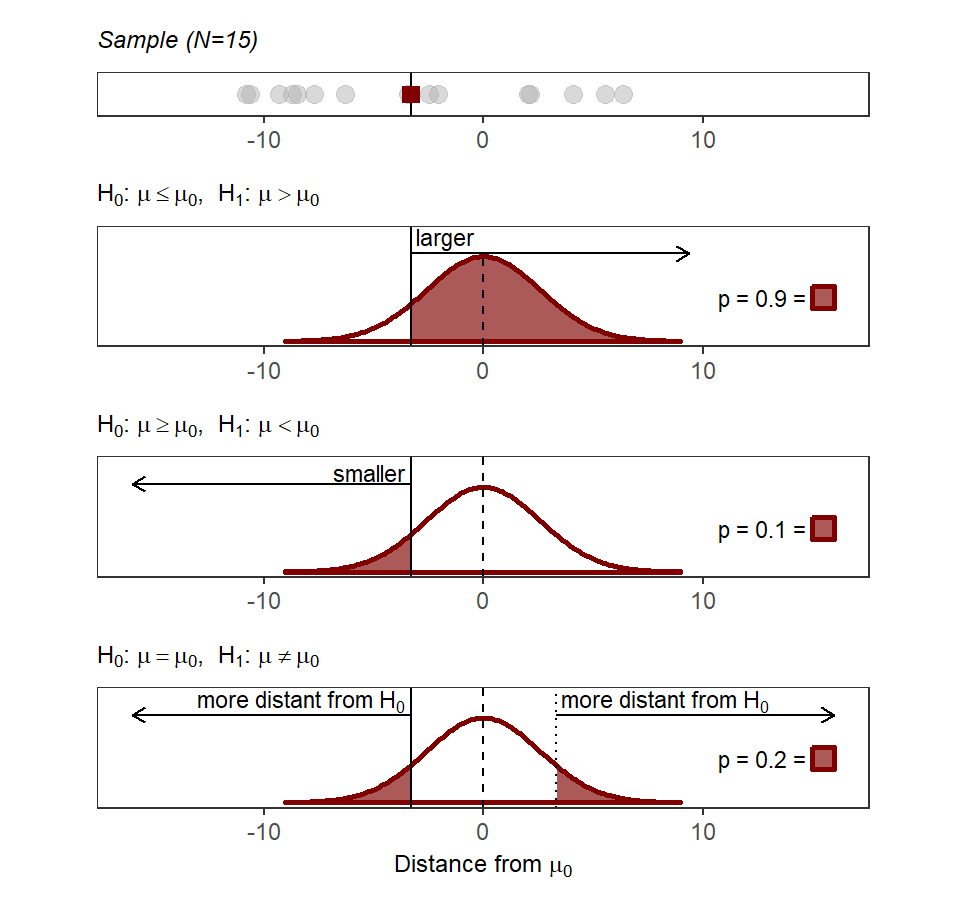 Sample (N=15)
-10 0 10
H₀: μ ≤ μ₀, H₁: μ > μ₀
larger
p = 0.9 =
-10 0 10
H₀: μ ≥ μ₀, H₁: μ < μ₀
smaller
p = 0.1 =
-10 0 10
H₀: μ = μ₀, H₁: μ ≠ μ₀
more distant from H₀ more distant from H₀
p = 0.2 =
-10 0 10
Distance from μ₀